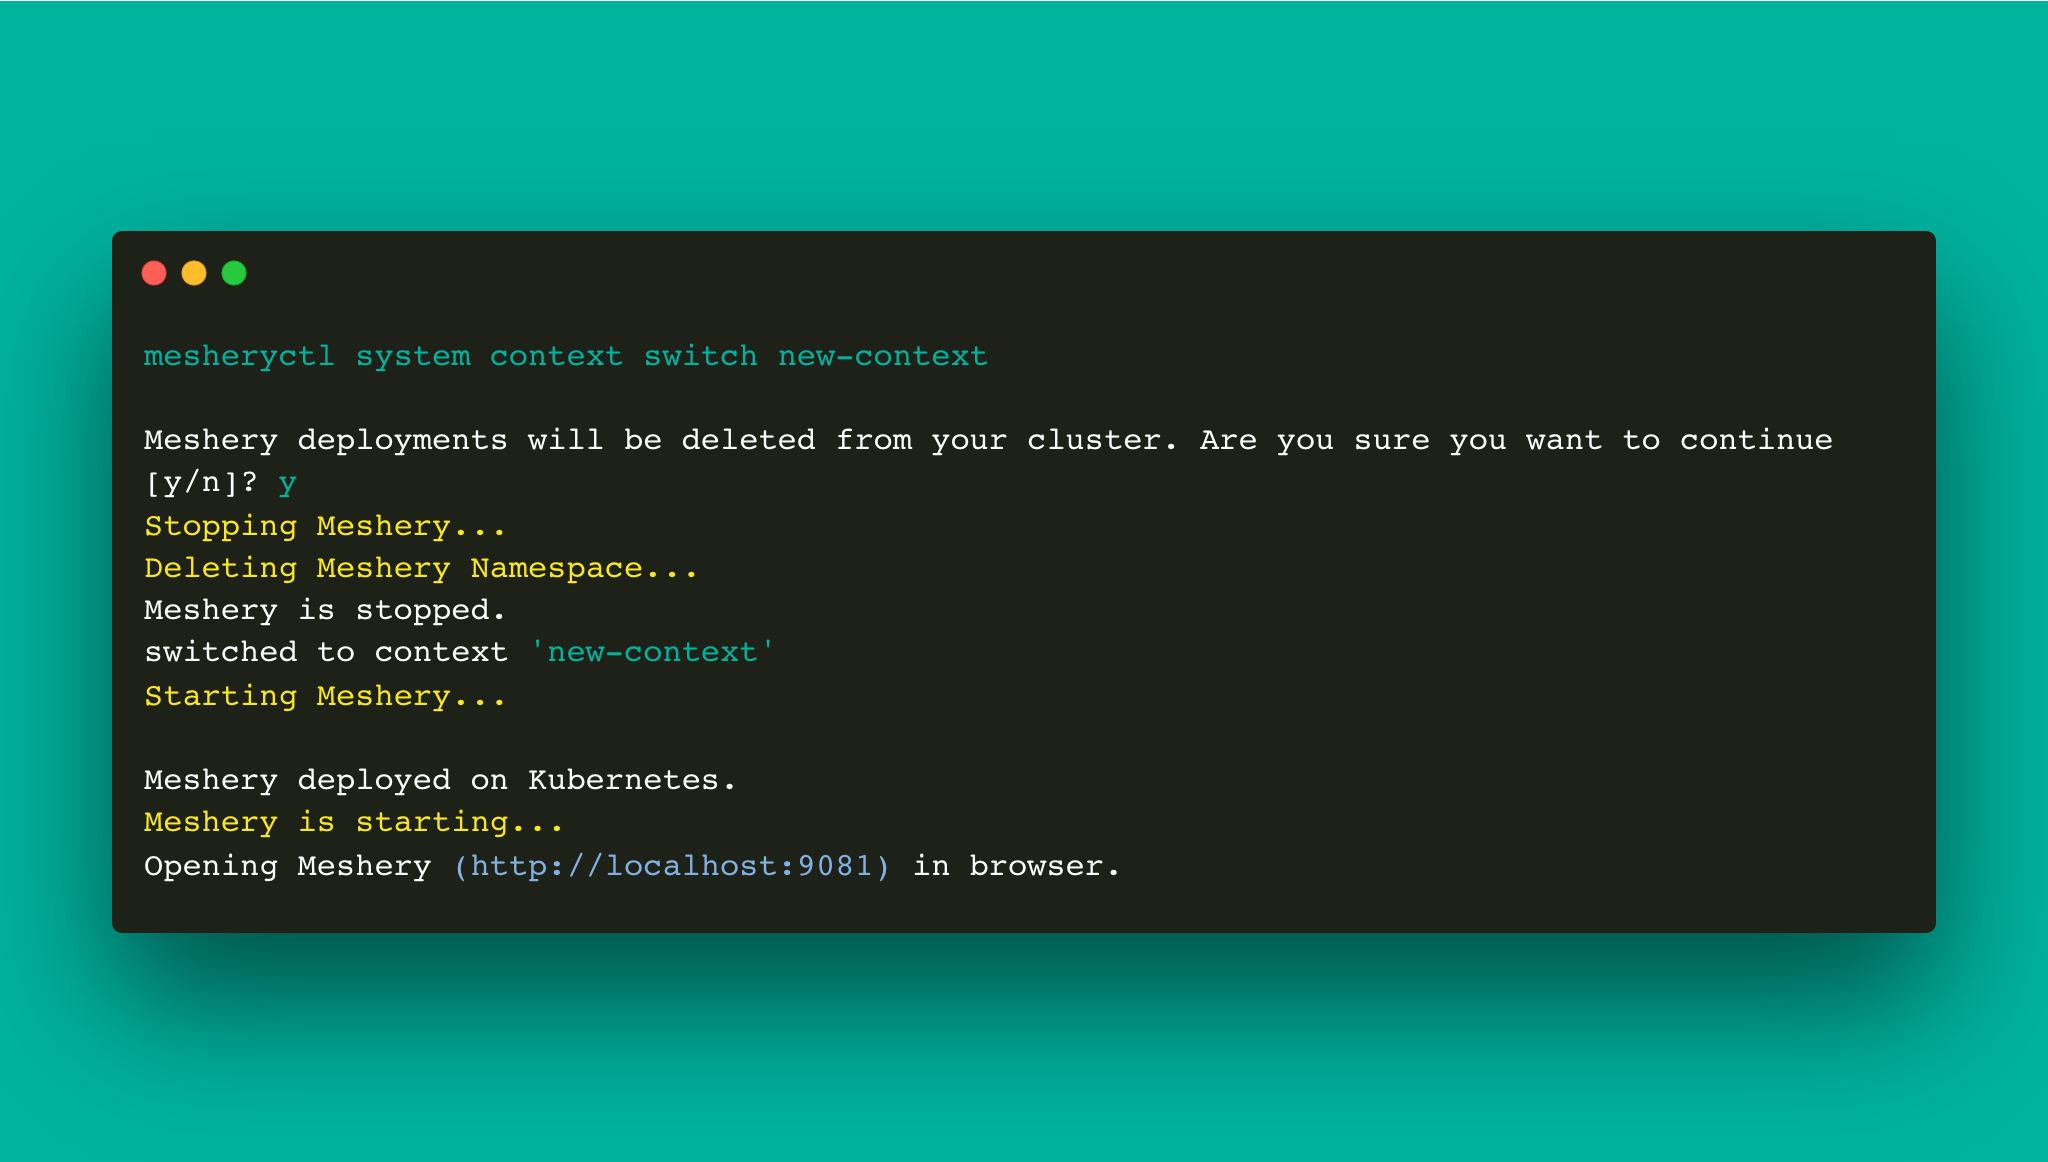 mesheryctl system context switch new-context
Meshery deployments will be deleted from your cluster. Are you sure you want to continue
[y/n]? y
Stopping Meshery...
Deleting Meshery Namespace...
Meshery is stopped.
switched to context 'new-context'
Starting Meshery...
Meshery deployed on Kubernetes.
Meshery is starting...
Opening Meshery (http://localhost:9081) in browser.